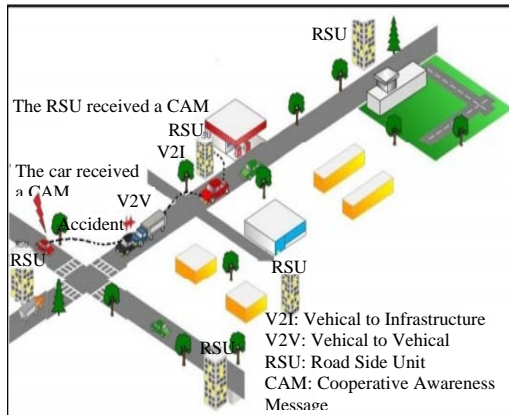 RSU
The RSU received a CAM
RSU
V2I
The car received
a CAM
V2V
Accident
RSU
RSU
RSU
V2I: Vehical to Infrastructure
V2V: Vehical to Vehical
RSU: Road Side Unit
CAM: Cooperative Awareness
Message